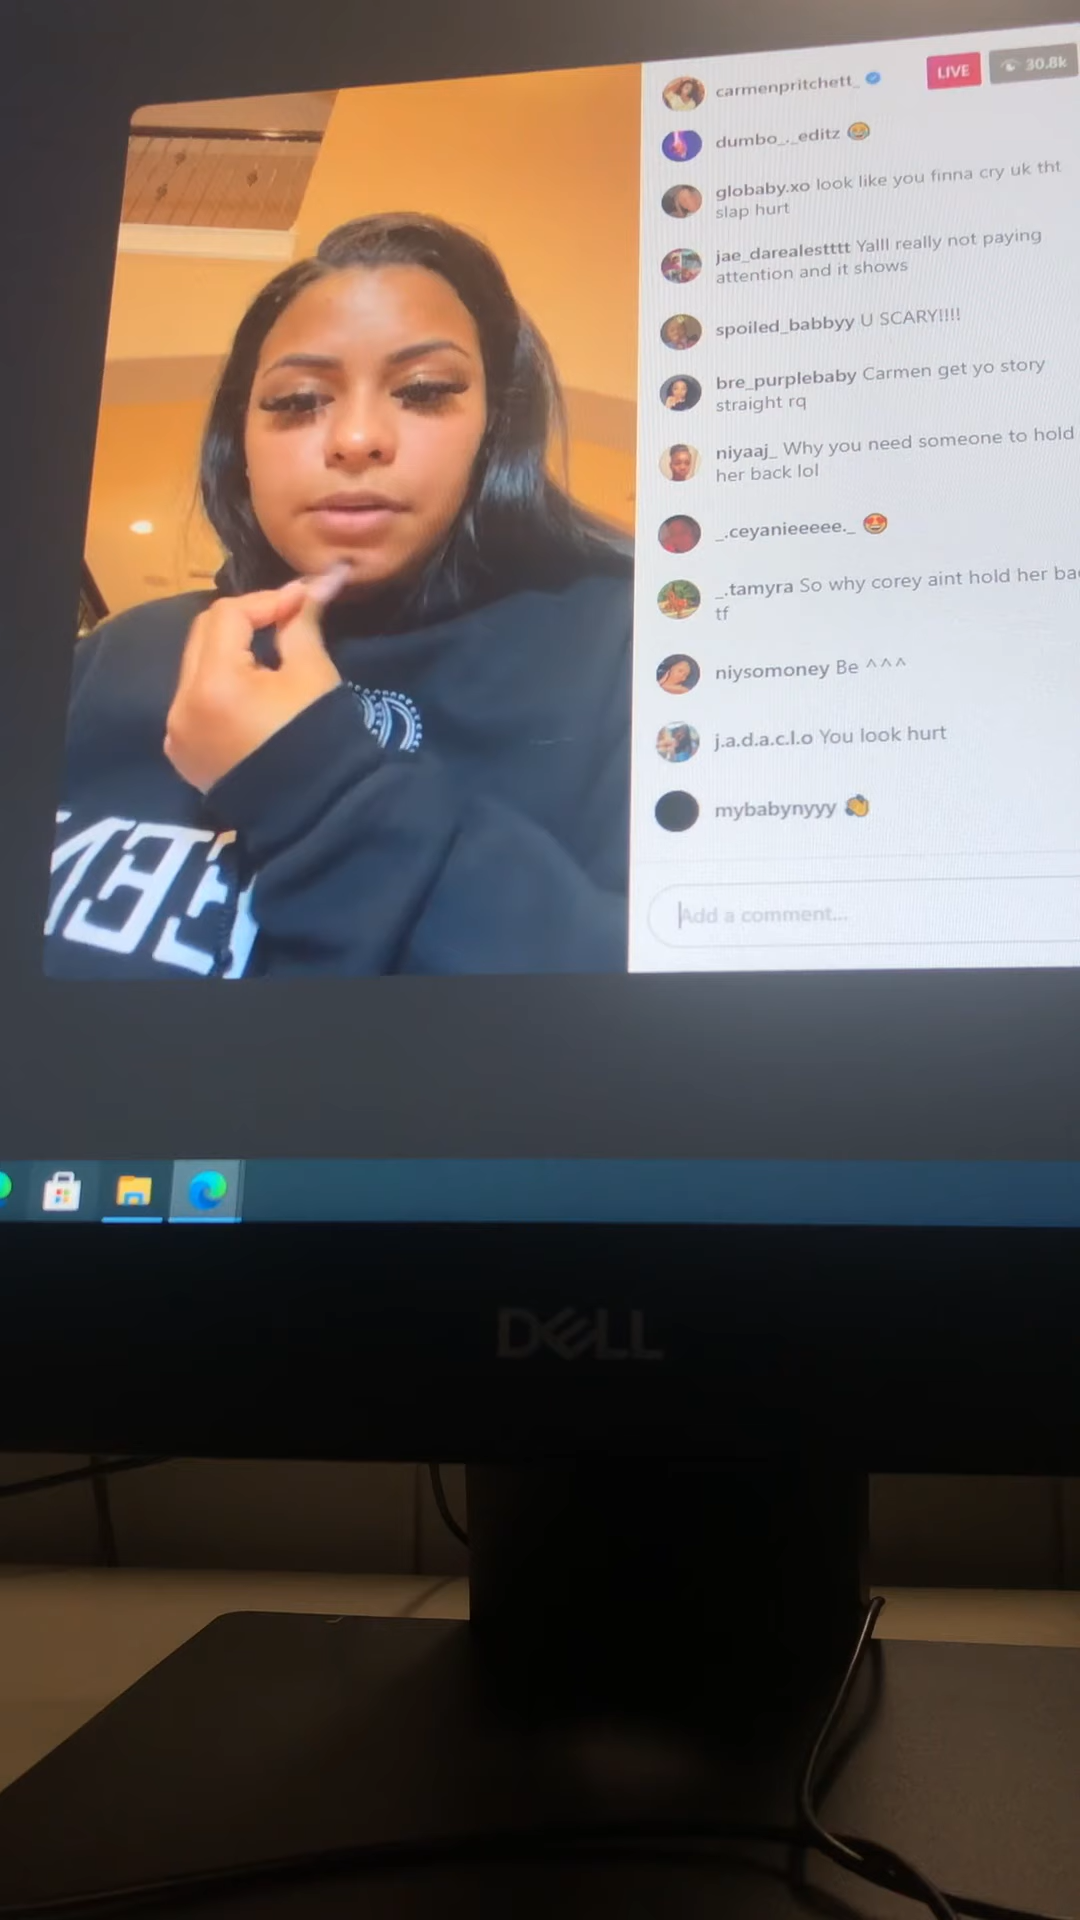 carmenpritchett_
LIVE
30.8k
dumbo_._editz 😂
globaby.xo look like you finna cry uk tht
slap hurt
jae_darealestttt Yalll really not paying
attention and it shows
spoiled_babbyy U SCARY!!!!
bre_purplebaby Carmen get yo story
straight rq
niyaaj_ Why you need someone to hold
her back lol
_.ceyanieeeee._ 🤩
_.tamyra So why corey aint hold her
tf
niysomoney Be ^^^
j.a.d.a.c.l.o You look hurt
mybabynyyy 👏
Add a comment...
DELL